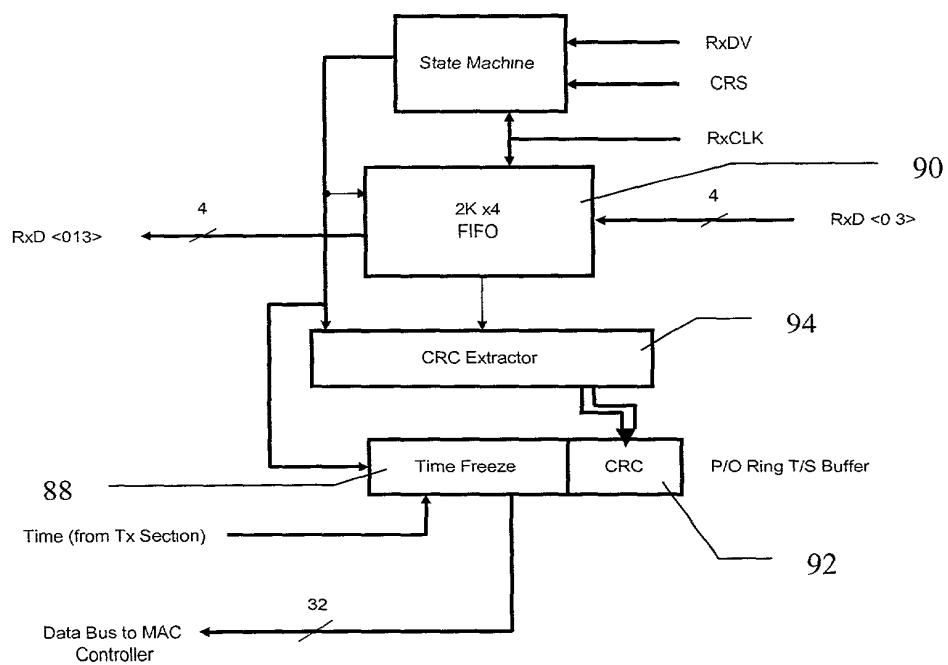 RxDV
State Machine
CRS
RxCLK
90
2K x4
FIFO
4
4
RxD <013>
RxD <0 3>
94
CRC Extractor
Time Freeze
CRC
P/O Ring T/S Buffer
88
Time (from Tx Section)
92
32
Data Bus to MAC
Controller